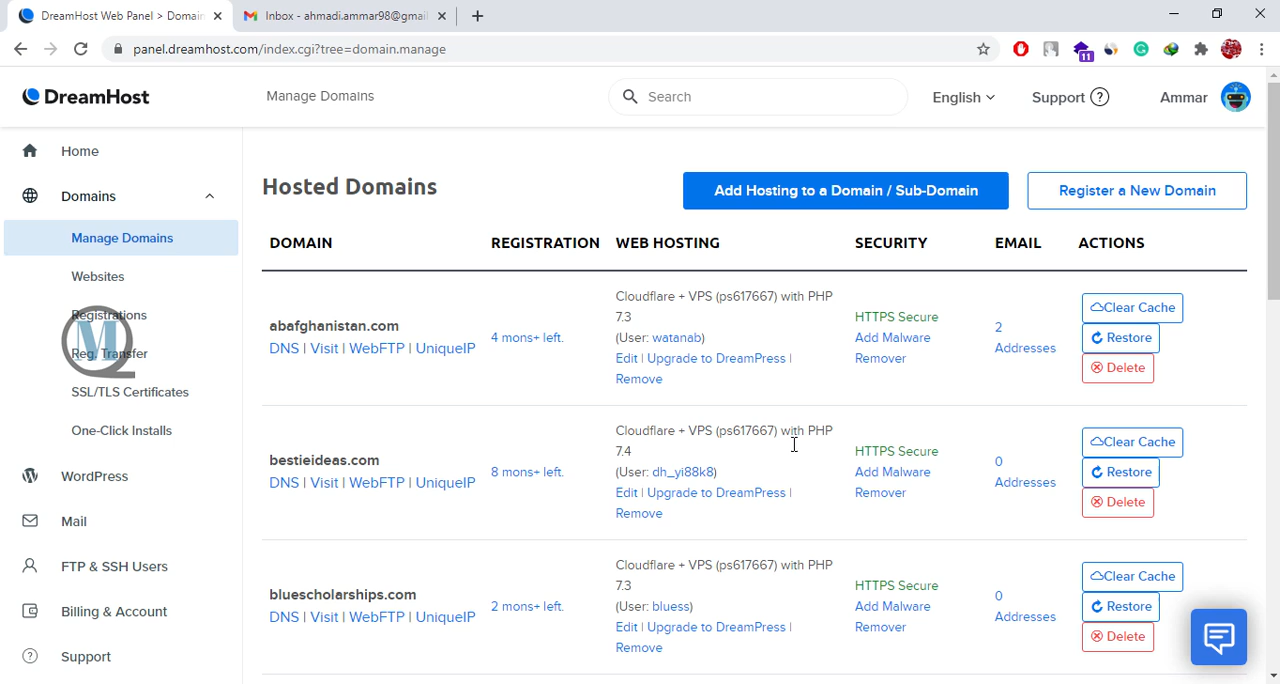 DreamHost Web Panel > Domain
Inbox - ahmadi.ammar98@gmail
panel.dreamhost.com/index.cgi?tree=domain.manage
11
DreamHost
Manage Domains
Search
English
Support
Ammar
Home
Domains
Manage Domains
Websites
Registrations
Reg. Transfer
SSL/TLS Certificates
One-Click Installs
WordPress
Mail
FTP & SSH Users
Billing & Account
Support
MQ
Hosted Domains
Add Hosting to a Domain / Sub-Domain
Register a New Domain
DOMAIN REGISTRATION WEB HOSTING SECURITY EMAIL ACTIONS
abafghanistan.com
DNS | Visit | WebFTP | UniqueIP
4 mons+ left.
Cloudflare + VPS (ps617667) with PHP
7.3
(User: watanab)
Edit | Upgrade to DreamPress |
Remove
HTTPS Secure
Add Malware
Remover
2
Addresses
Clear Cache
Restore
Delete
bestieideas.com
DNS | Visit | WebFTP | UniqueIP
8 mons+ left.
Cloudflare + VPS (ps617667) with PHP
7.4
(User: dh_yi88k8)
Edit | Upgrade to DreamPress |
Remove
HTTPS Secure
Add Malware
Remover
0
Addresses
Clear Cache
Restore
Delete
bluescholarships.com
DNS | Visit | WebFTP | UniqueIP
2 mons+ left.
Cloudflare + VPS (ps617667) with PHP
7.3
(User: bluess)
Edit | Upgrade to DreamPress |
Remove
HTTPS Secure
Add Malware
Remover
0
Addresses
Clear Cache
Restore
Delete